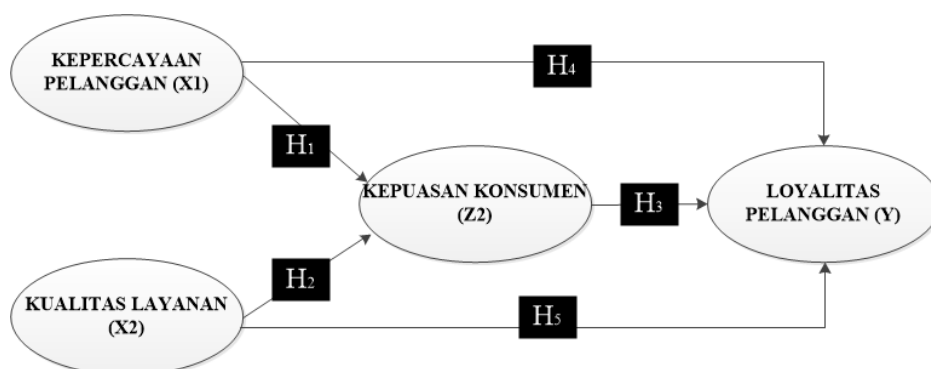 KEPERCAYAAN
PELANGGAN (X1)
H4
H1
KEPUASAN KONSUMEN
(Z2)
H3
LOYALITAS
PELANGGAN (Y)
H2
KUALITAS LAYANAN
(X2)
H5